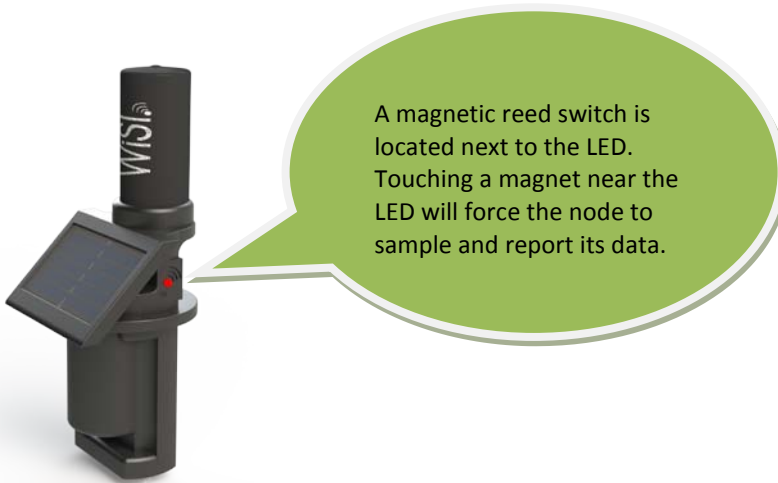 WiSI
A magnetic reed switch is
located next to the LED.
Touching a magnet near the
LED will force the node to
sample and report its data.